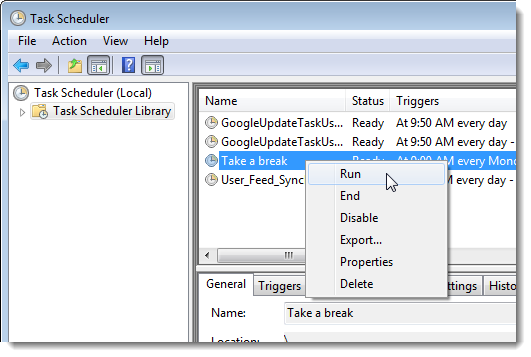 Task Scheduler
File Action View Help
Task Scheduler (Local)
Task Scheduler Library
Name Status Triggers
GoogleUpdateTaskUs... Ready At 9:50 AM every day
GoogleUpdateTaskUs... Ready At 9:50 AM every day -
Take a break Ready At 9:00 AM every Mond
User_Feed_Sync M every day -
Run
End
Disable
Export...
Properties
Delete
General Triggers ttings Histo
Name: Take a break
Location: \